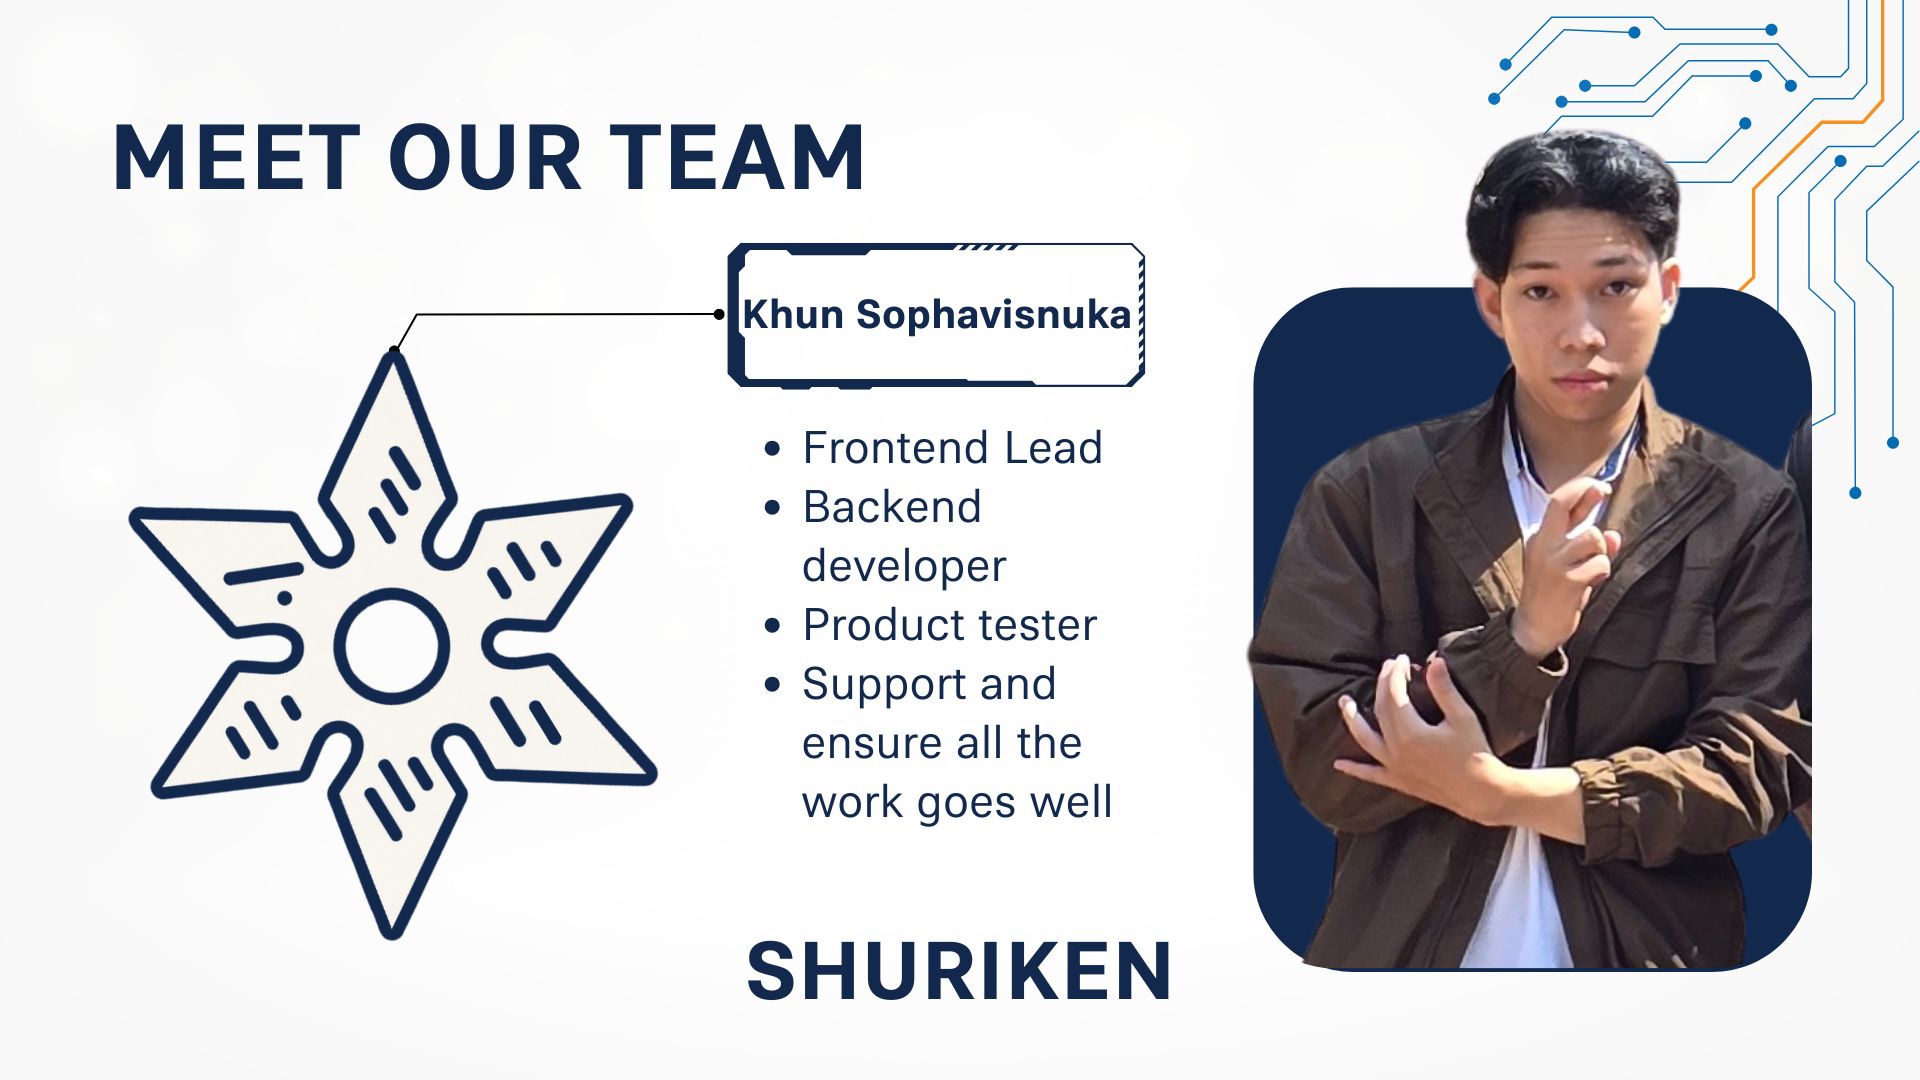 MEET OUR TEAM
Khun Sophavisnuka
• Frontend Lead
• Backend
developer
• Product tester
• Support and
ensure all the
work goes well
SHURIKEN